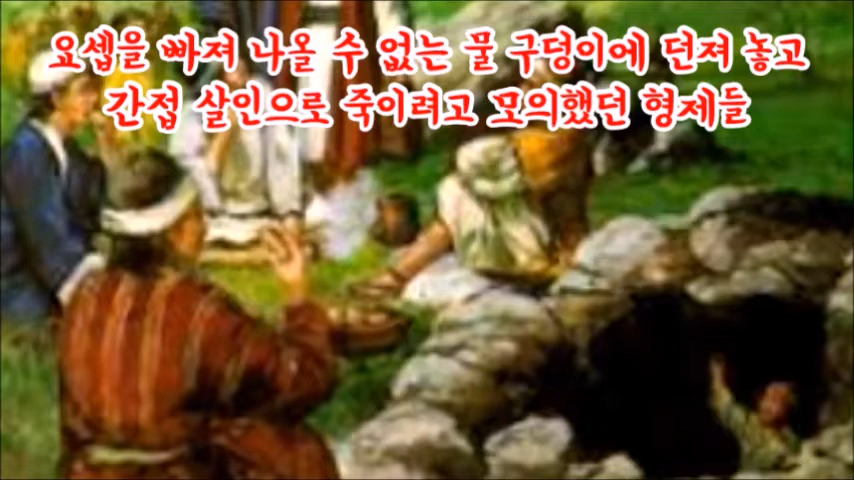 요셉을 빠져 나올 수 없는 물 구덩이에 던져 놓고
간접 살인으로 죽이려고 모의했던 형제들